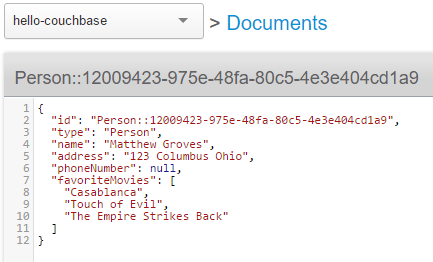 hello-couchbase > Documents
Person::12009423-975e-48fa-80c5-4e3e404cd1a9
1 {
2   "id": "Person::12009423-975e-48fa-80c5-4e3e404cd1a9",
3   "type": "Person",
4   "name": "Matthew Groves",
5   "address": "123 Columbus Ohio",
6   "phoneNumber": null,
7   "favoriteMovies": [
8     "Casablanca",
9     "Touch of Evil",
10     "The Empire Strikes Back"
11   ]
12 }